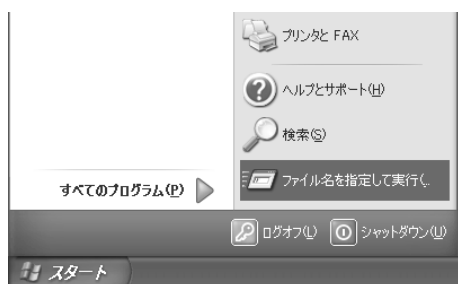 プリンタと FAX
ヘルプとサポート(H)
検索(S)
すべてのプログラム(P)
ファイル名を指定して実行(..
ログオフ(L)
シャットダウン(U)
スタート